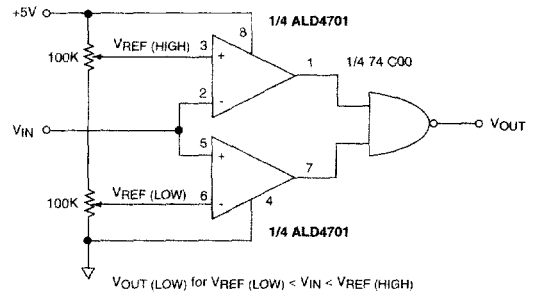 1/4 ALD4701
+5V
8
VREF (HIGH)
3
+
1
1/4 74 C00
100K
2
-
VIN
VOUT
5
+
7
VREF (LOW)
6
-
4
100K
1/4 ALD4701
VOUT (LOW) for VREF (LOW) < VIN < VREF (HIGH)